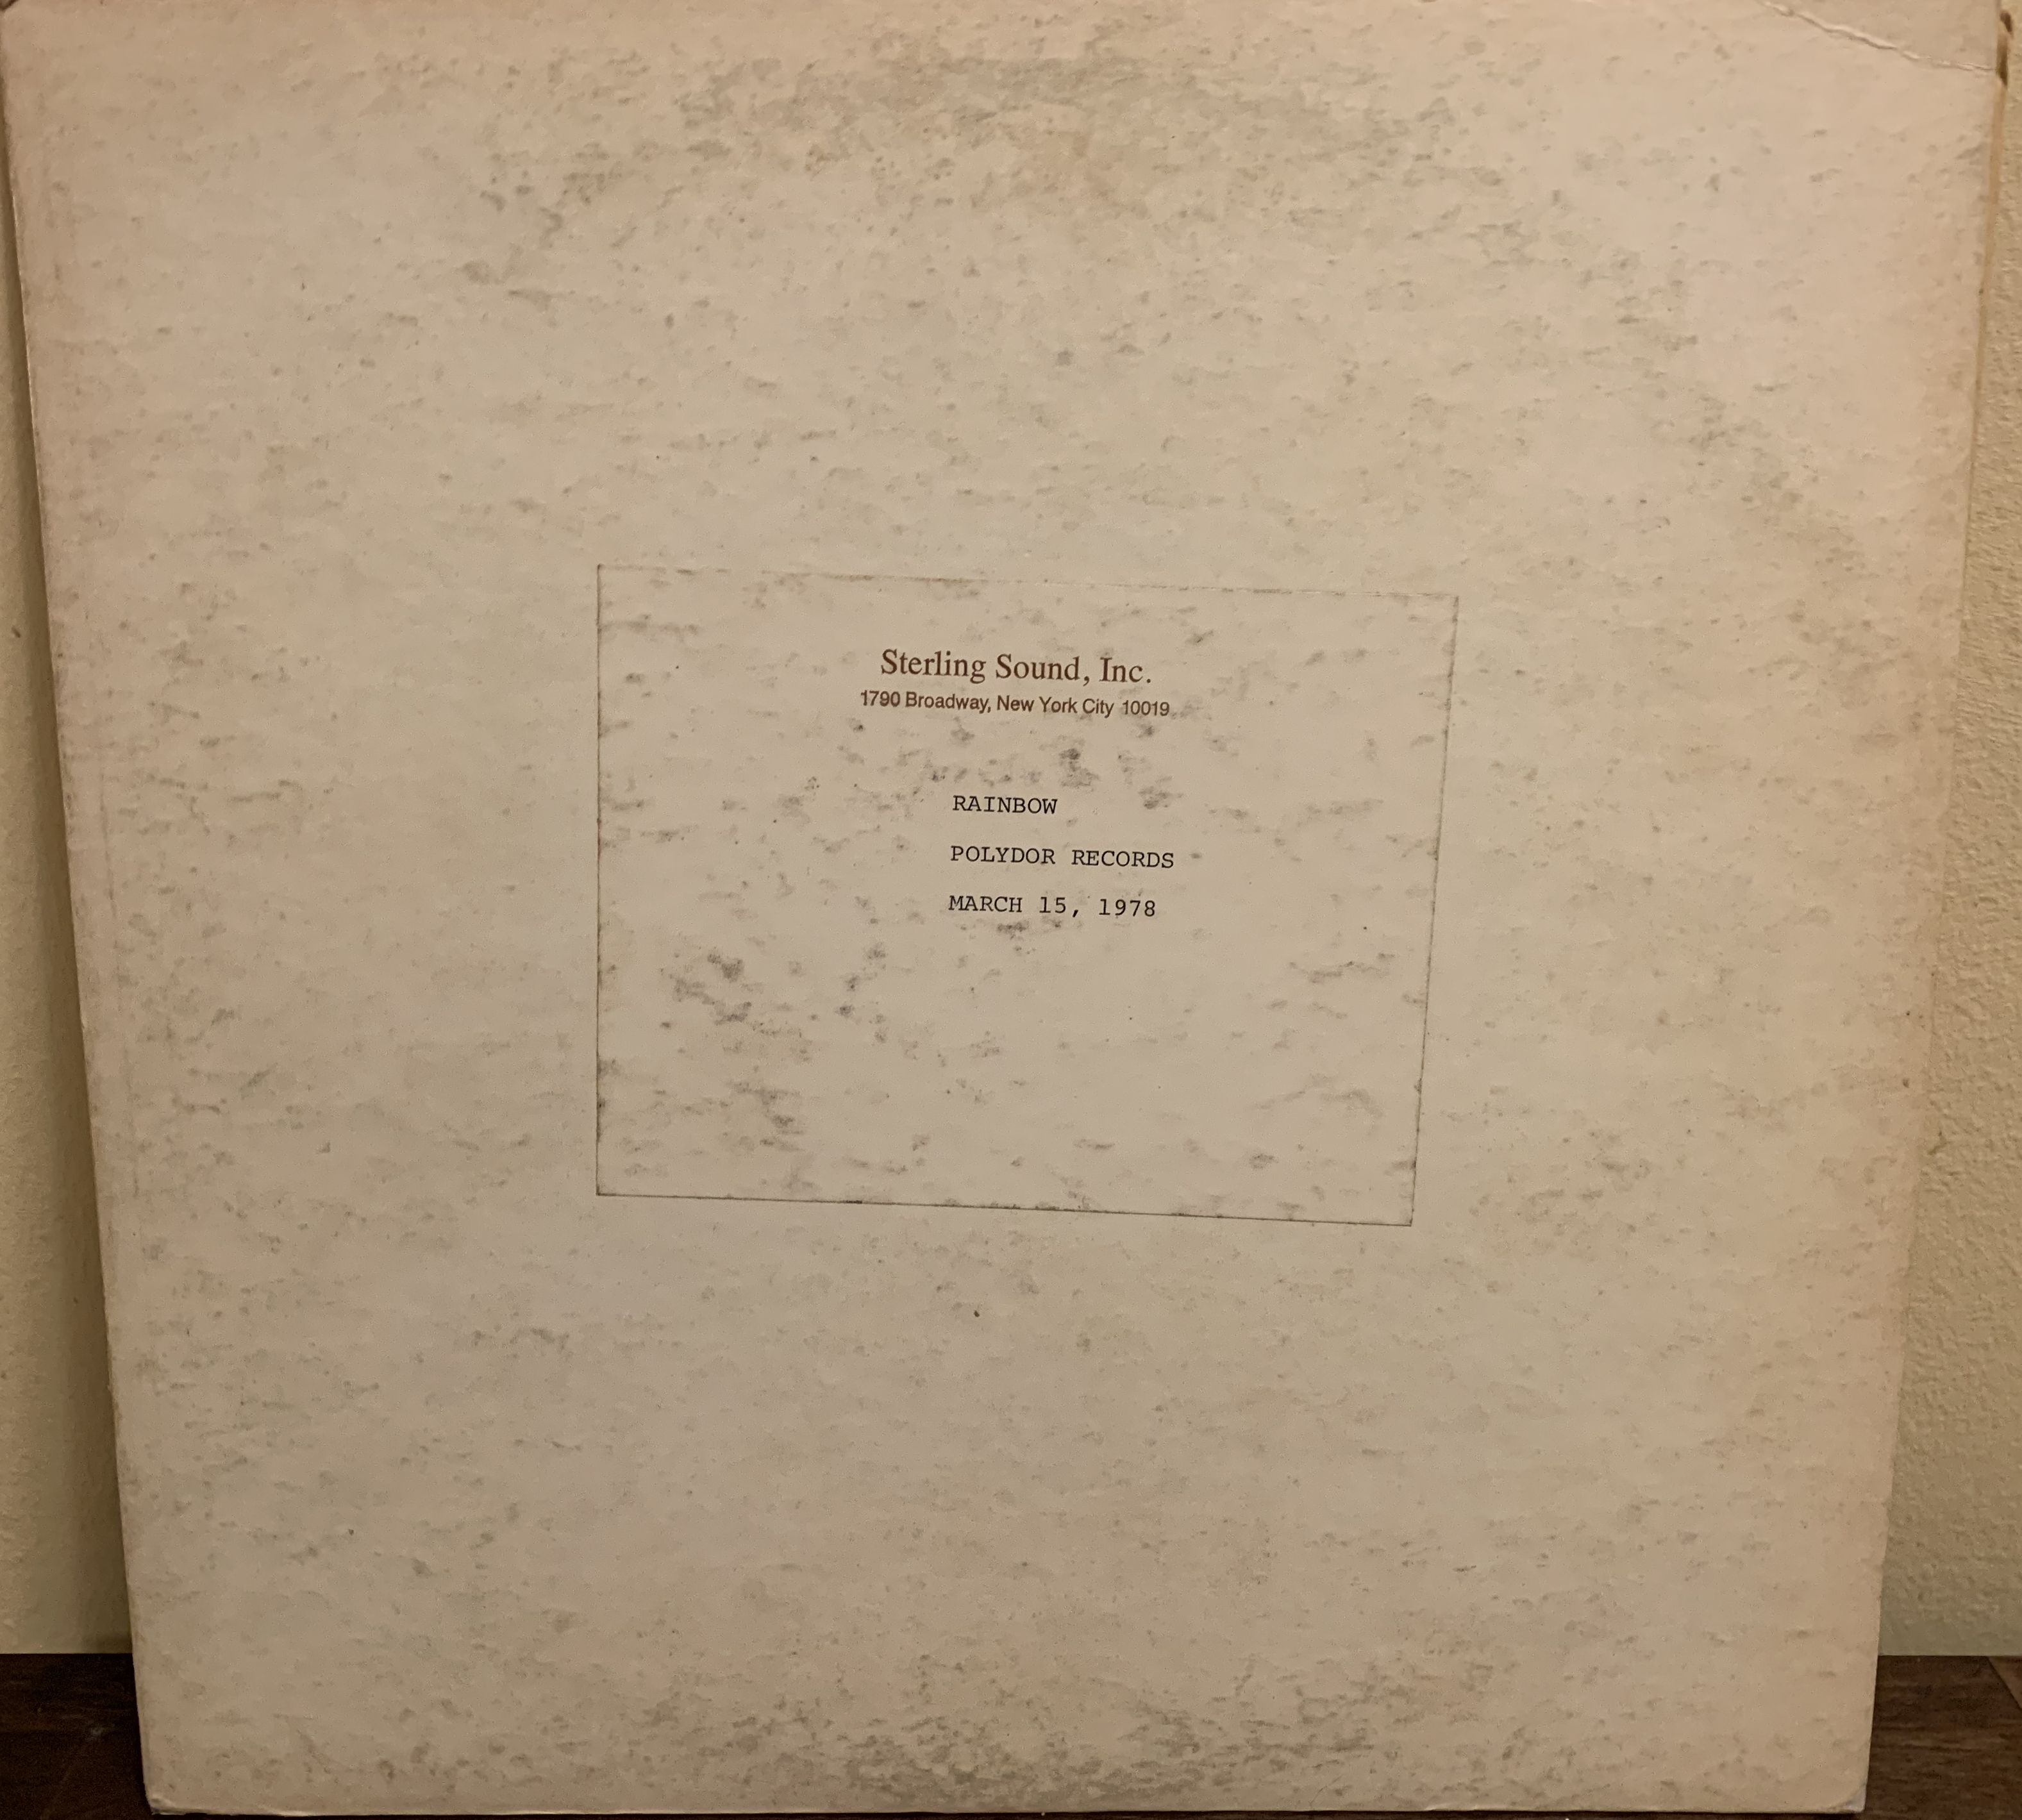 Sterling Sound, Inc.
1790 Broadway, New York City 10019
RAINBOW
POLYDOR RECORDS
MARCH 15, 1978